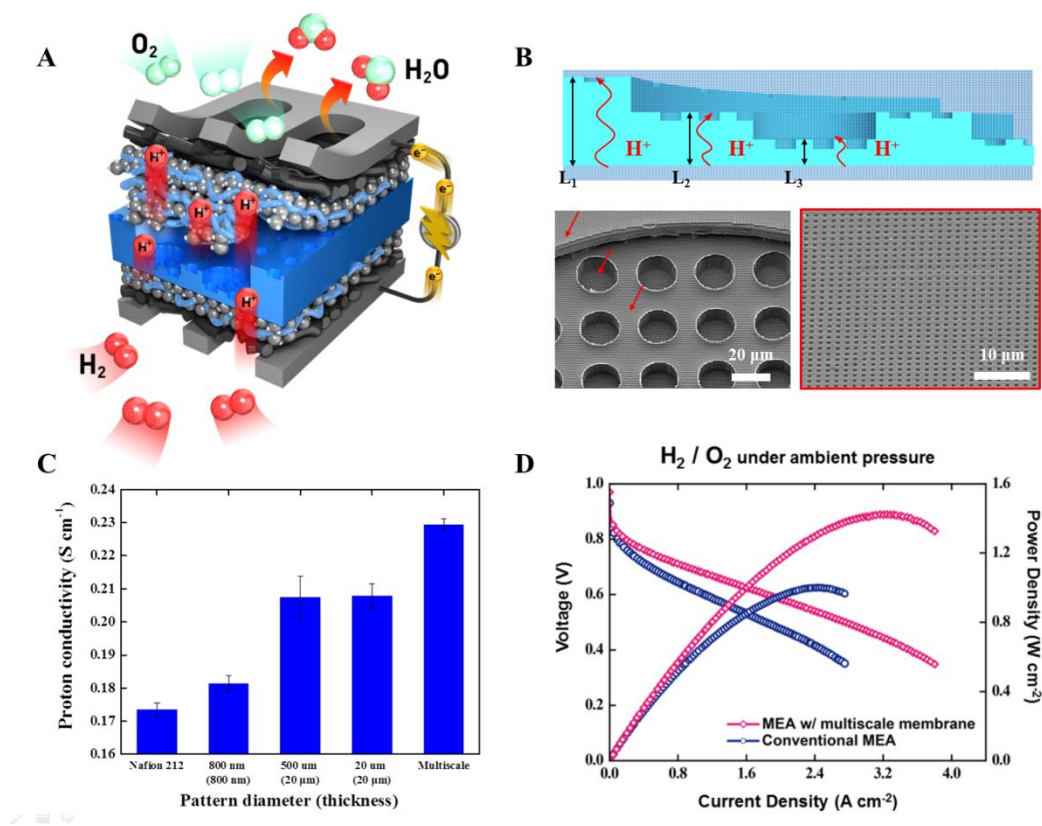 A
O₂
H₂O
H⁺
H⁺
H⁺
H⁺
H⁺
e⁻
e⁻
e⁻
e⁻
H₂
B
H⁺
H⁺
H⁺
L₁
L₂
L₃
20 μm
10 μm
C
Proton conductivity (S cm⁻¹)
0.24
0.23
0.22
0.21
0.20
0.19
0.18
0.17
0.16
Nafion 212
800 nm
(800 nm)
500 um
(20 μm)
20 um
(20 μm)
Multiscale
Pattern diameter (thickness)
D
H₂ / O₂ under ambient pressure
Voltage (V)
1.0
0.8
0.6
0.4
0.2
0.0
Power Density (W cm⁻²)
1.6
1.2
0.8
0.4
0.0
MEA w/ multiscale membrane
Conventional MEA
0.0
0.8
1.6
2.4
3.2
4.0
Current Density (A cm⁻²)